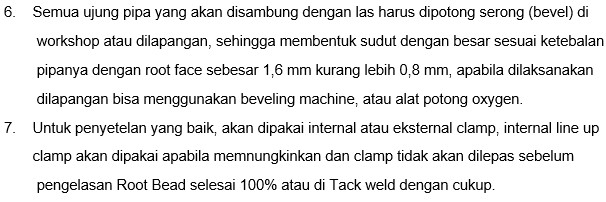 6. Semua ujung pipa yang akan disambung dengan las harus dipotong serong (bevel) di
workshop atau dilapangan, sehingga membentuk sudut dengan besar sesuai ketebalan
pipanya dengan root face sebesar 1,6 mm kurang lebih 0,8 mm, apabila dilaksanakan
dilapangan bisa menggunakan beveling machine, atau alat potong oxygen.
7. Untuk penyetelan yang baik, akan dipakai internal atau eksternal clamp, internal line up
clamp akan dipakai apabila memnungkinkan dan clamp tidak akan dilepas sebelum
pengelasan Root Bead selesai 100% atau di Tack weld dengan cukup.